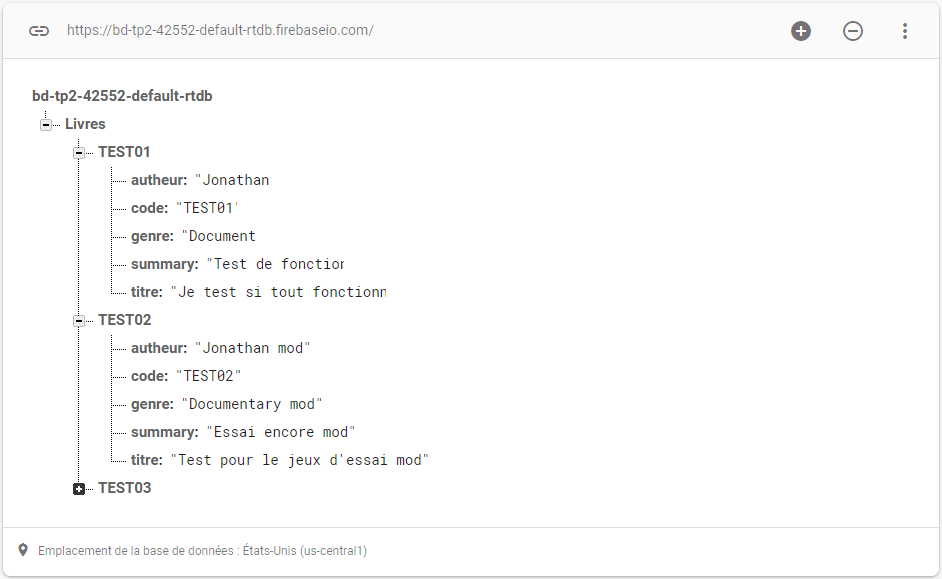 https://bd-tp2-42552-default-rtdb.firebaseio.com/
bd-tp2-42552-default-rtdb
Livres
TEST01
autheur: "Jonathan
code: "TEST01"
genre: "Document
summary: "Test de fonction
titre: "Je test si tout fonctionn
TEST02
autheur: "Jonathan mod"
code: "TEST02"
genre: "Documentary mod"
summary: "Essai encore mod"
titre: "Test pour le jeux d'essai mod"
TEST03
Emplacement de la base de données : États-Unis (us-central1)